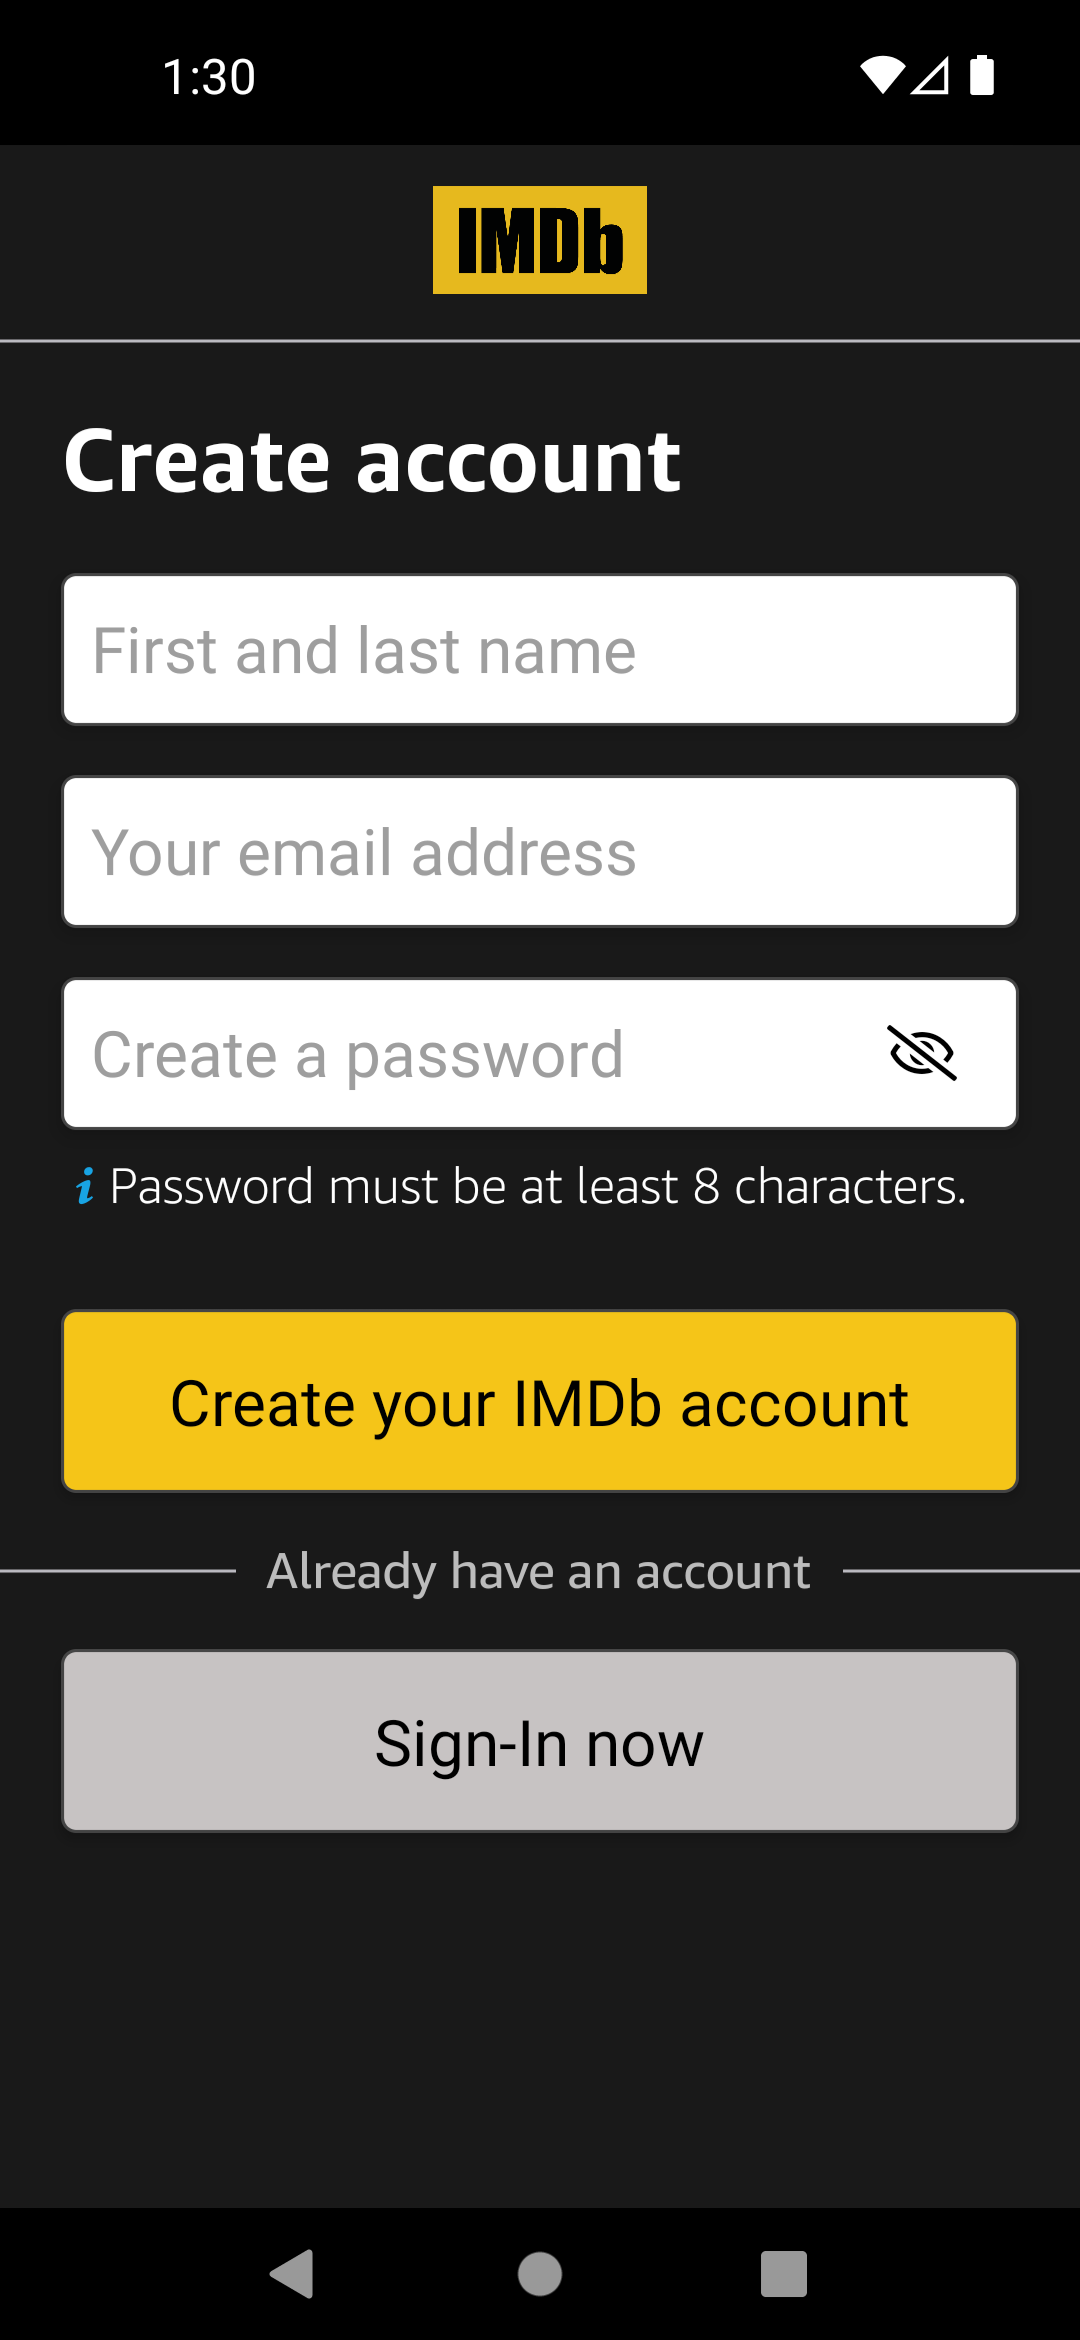 1:30
IMDb
Create account
First and last name
Your email address
Create a password
i Password must be at least 8 characters.
Create your IMDb account
Already have an account
Sign-In now